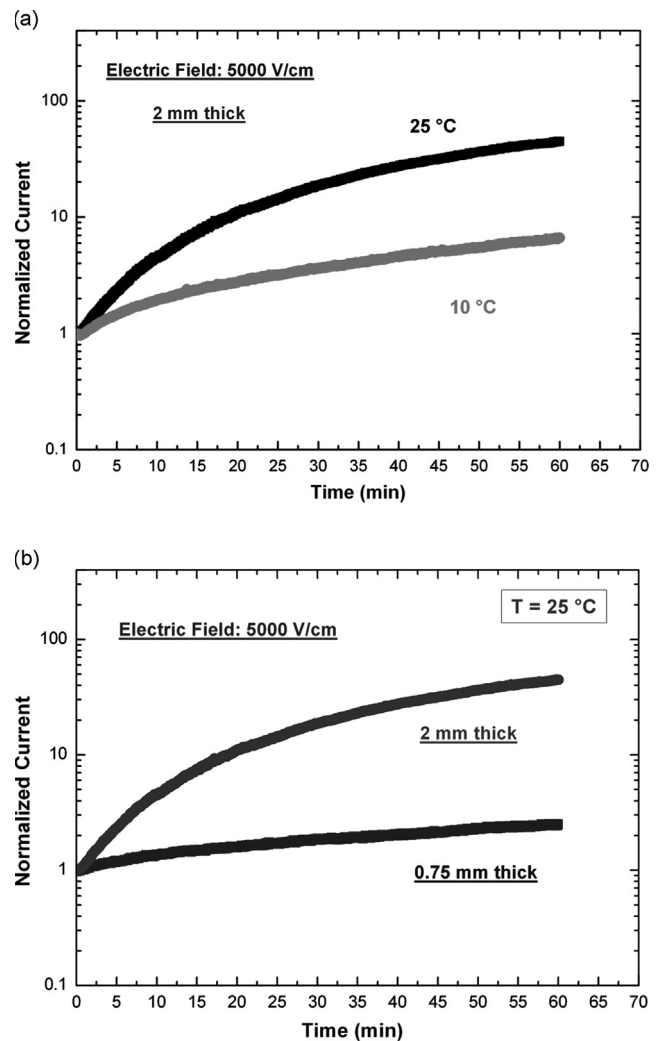 (a)
Electric Field: 5000 V/cm
2 mm thick
25 °C
10 °C
100
10
1
0.1
Normalized Current
0 5 10 15 20 25 30 35 40 45 50 55 60 65 70
Time (min)
(b)
T = 25 °C
Electric Field: 5000 V/cm
2 mm thick
0.75 mm thick
100
10
1
0.1
Normalized Current
0 5 10 15 20 25 30 35 40 45 50 55 60 65 70
Time (min)